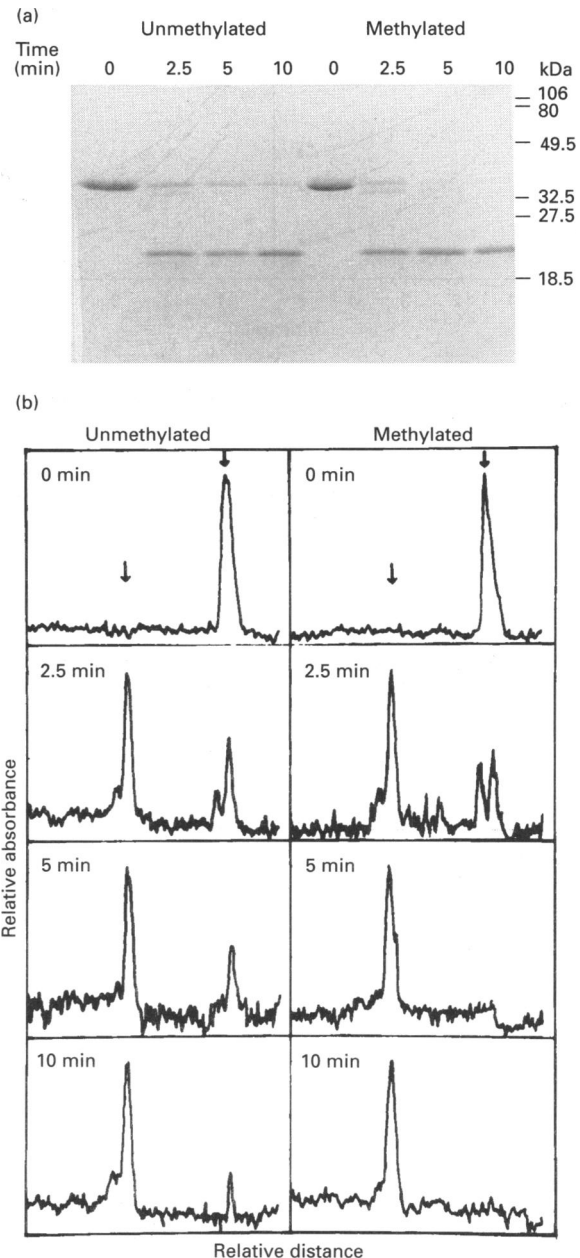 (a)
Unmethylated Methylated
Time
(min) 0 2.5 5 10 0 2.5 5 10 kDa
106
80
49.5
32.5
27.5
18.5
(b)
Unmethylated Methylated
0 min 0 min
2.5 min 2.5 min
5 min 5 min
10 min 10 min
Relative absorbance
Relative distance